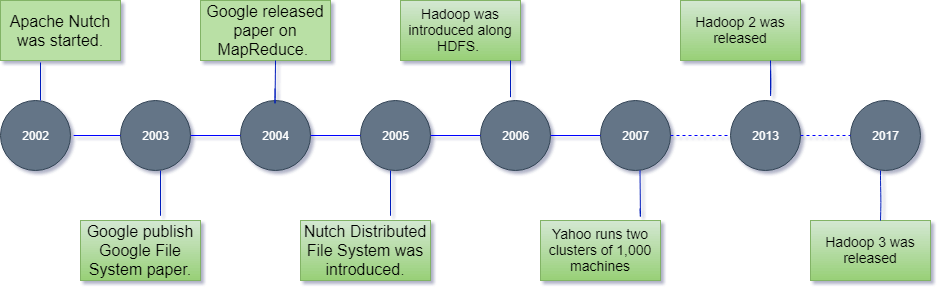 Apache Nutch
was started.
Google released
paper on
MapReduce.
Hadoop was
introduced along
HDFS.
Hadoop 2 was
released
2002
2003
2004
2005
2006
2007
2013
2017
Google publish
Google File
System paper.
Nutch Distributed
File System was
introduced.
Yahoo runs two
clusters of 1,000
machines
Hadoop 3 was
released